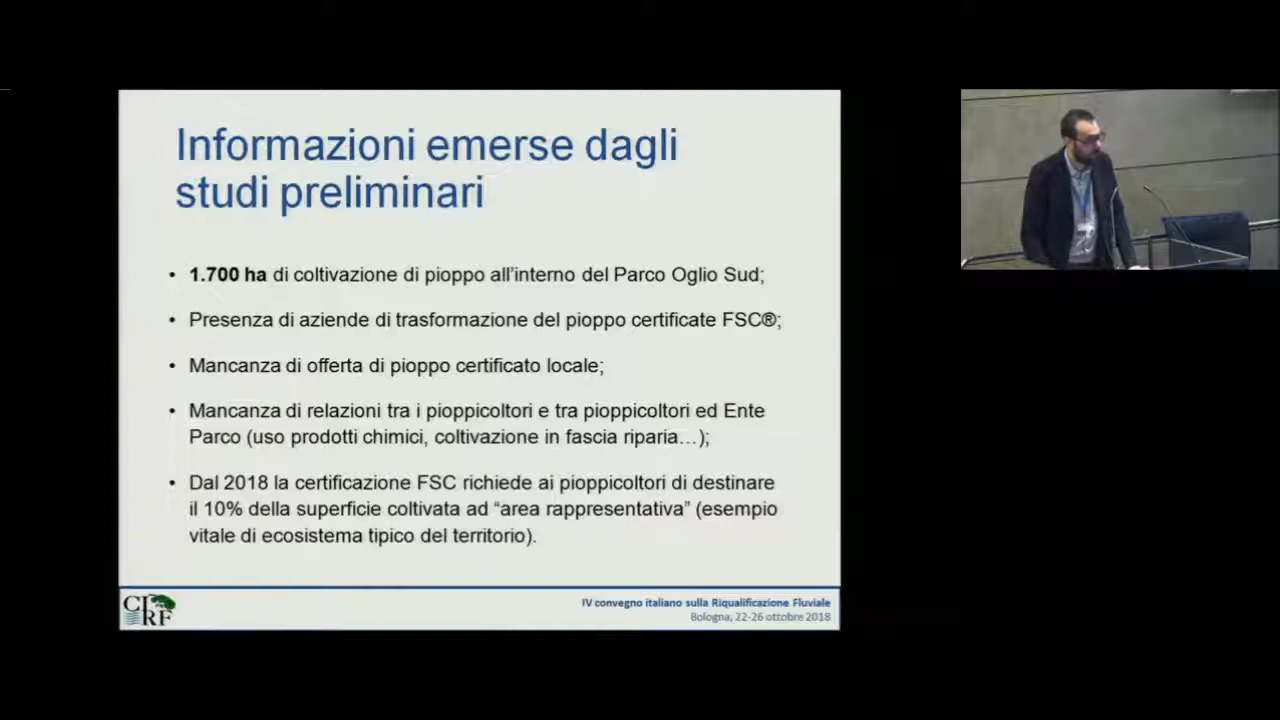 Informazioni emerse dagli
studi preliminari
• 1.700 ha di coltivazione di pioppo all'interno del Parco Oglio Sud;
• Presenza di aziende di trasformazione del pioppo certificate FSC®;
• Mancanza di offerta di pioppo certificato locale;
• Mancanza di relazioni tra i pioppicoltori e tra pioppicoltori ed Ente
Parco (uso prodotti chimici, coltivazione in fascia riparia…);
• Dal 2018 la certificazione FSC richiede ai pioppicoltori di destinare
il 10% della superficie coltivata ad “area rappresentativa” (esempio
vitale di ecosistema tipico del territorio).
CIRF
IV convegno italiano sulla Riqualificazione Fluviale
Bologna, 22-26 ottobre 2018